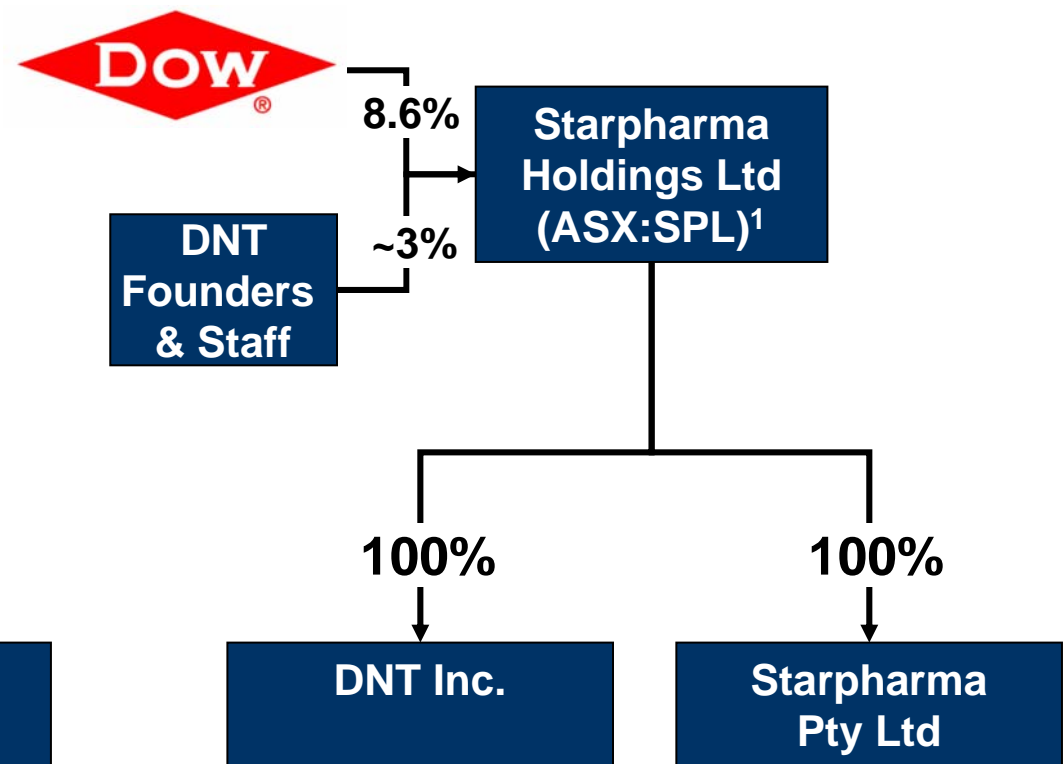 Dow
®
8.6%
Starpharma
Holdings Ltd
(ASX:SPL)¹
DNT
Founders
& Staff
~3%
100%
100%
DNT Inc.
Starpharma
Pty Ltd